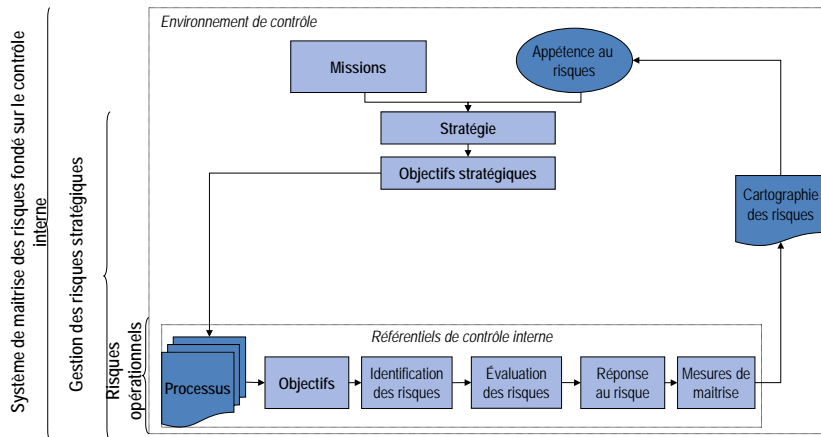 Environnement de contrôle
Missions
Appétence au
risques
Stratégie
Objectifs stratégiques
Cartographie
des risques
Système de maitrise des risques fondé sur le contrôle
interne
Gestion des risques stratégiques
Risques
opérationnels
Référentiels de contrôle interne
Processus
Objectifs
Identification
des risques
Évaluation
des risques
Réponse
au risque
Mesures de
maitrise